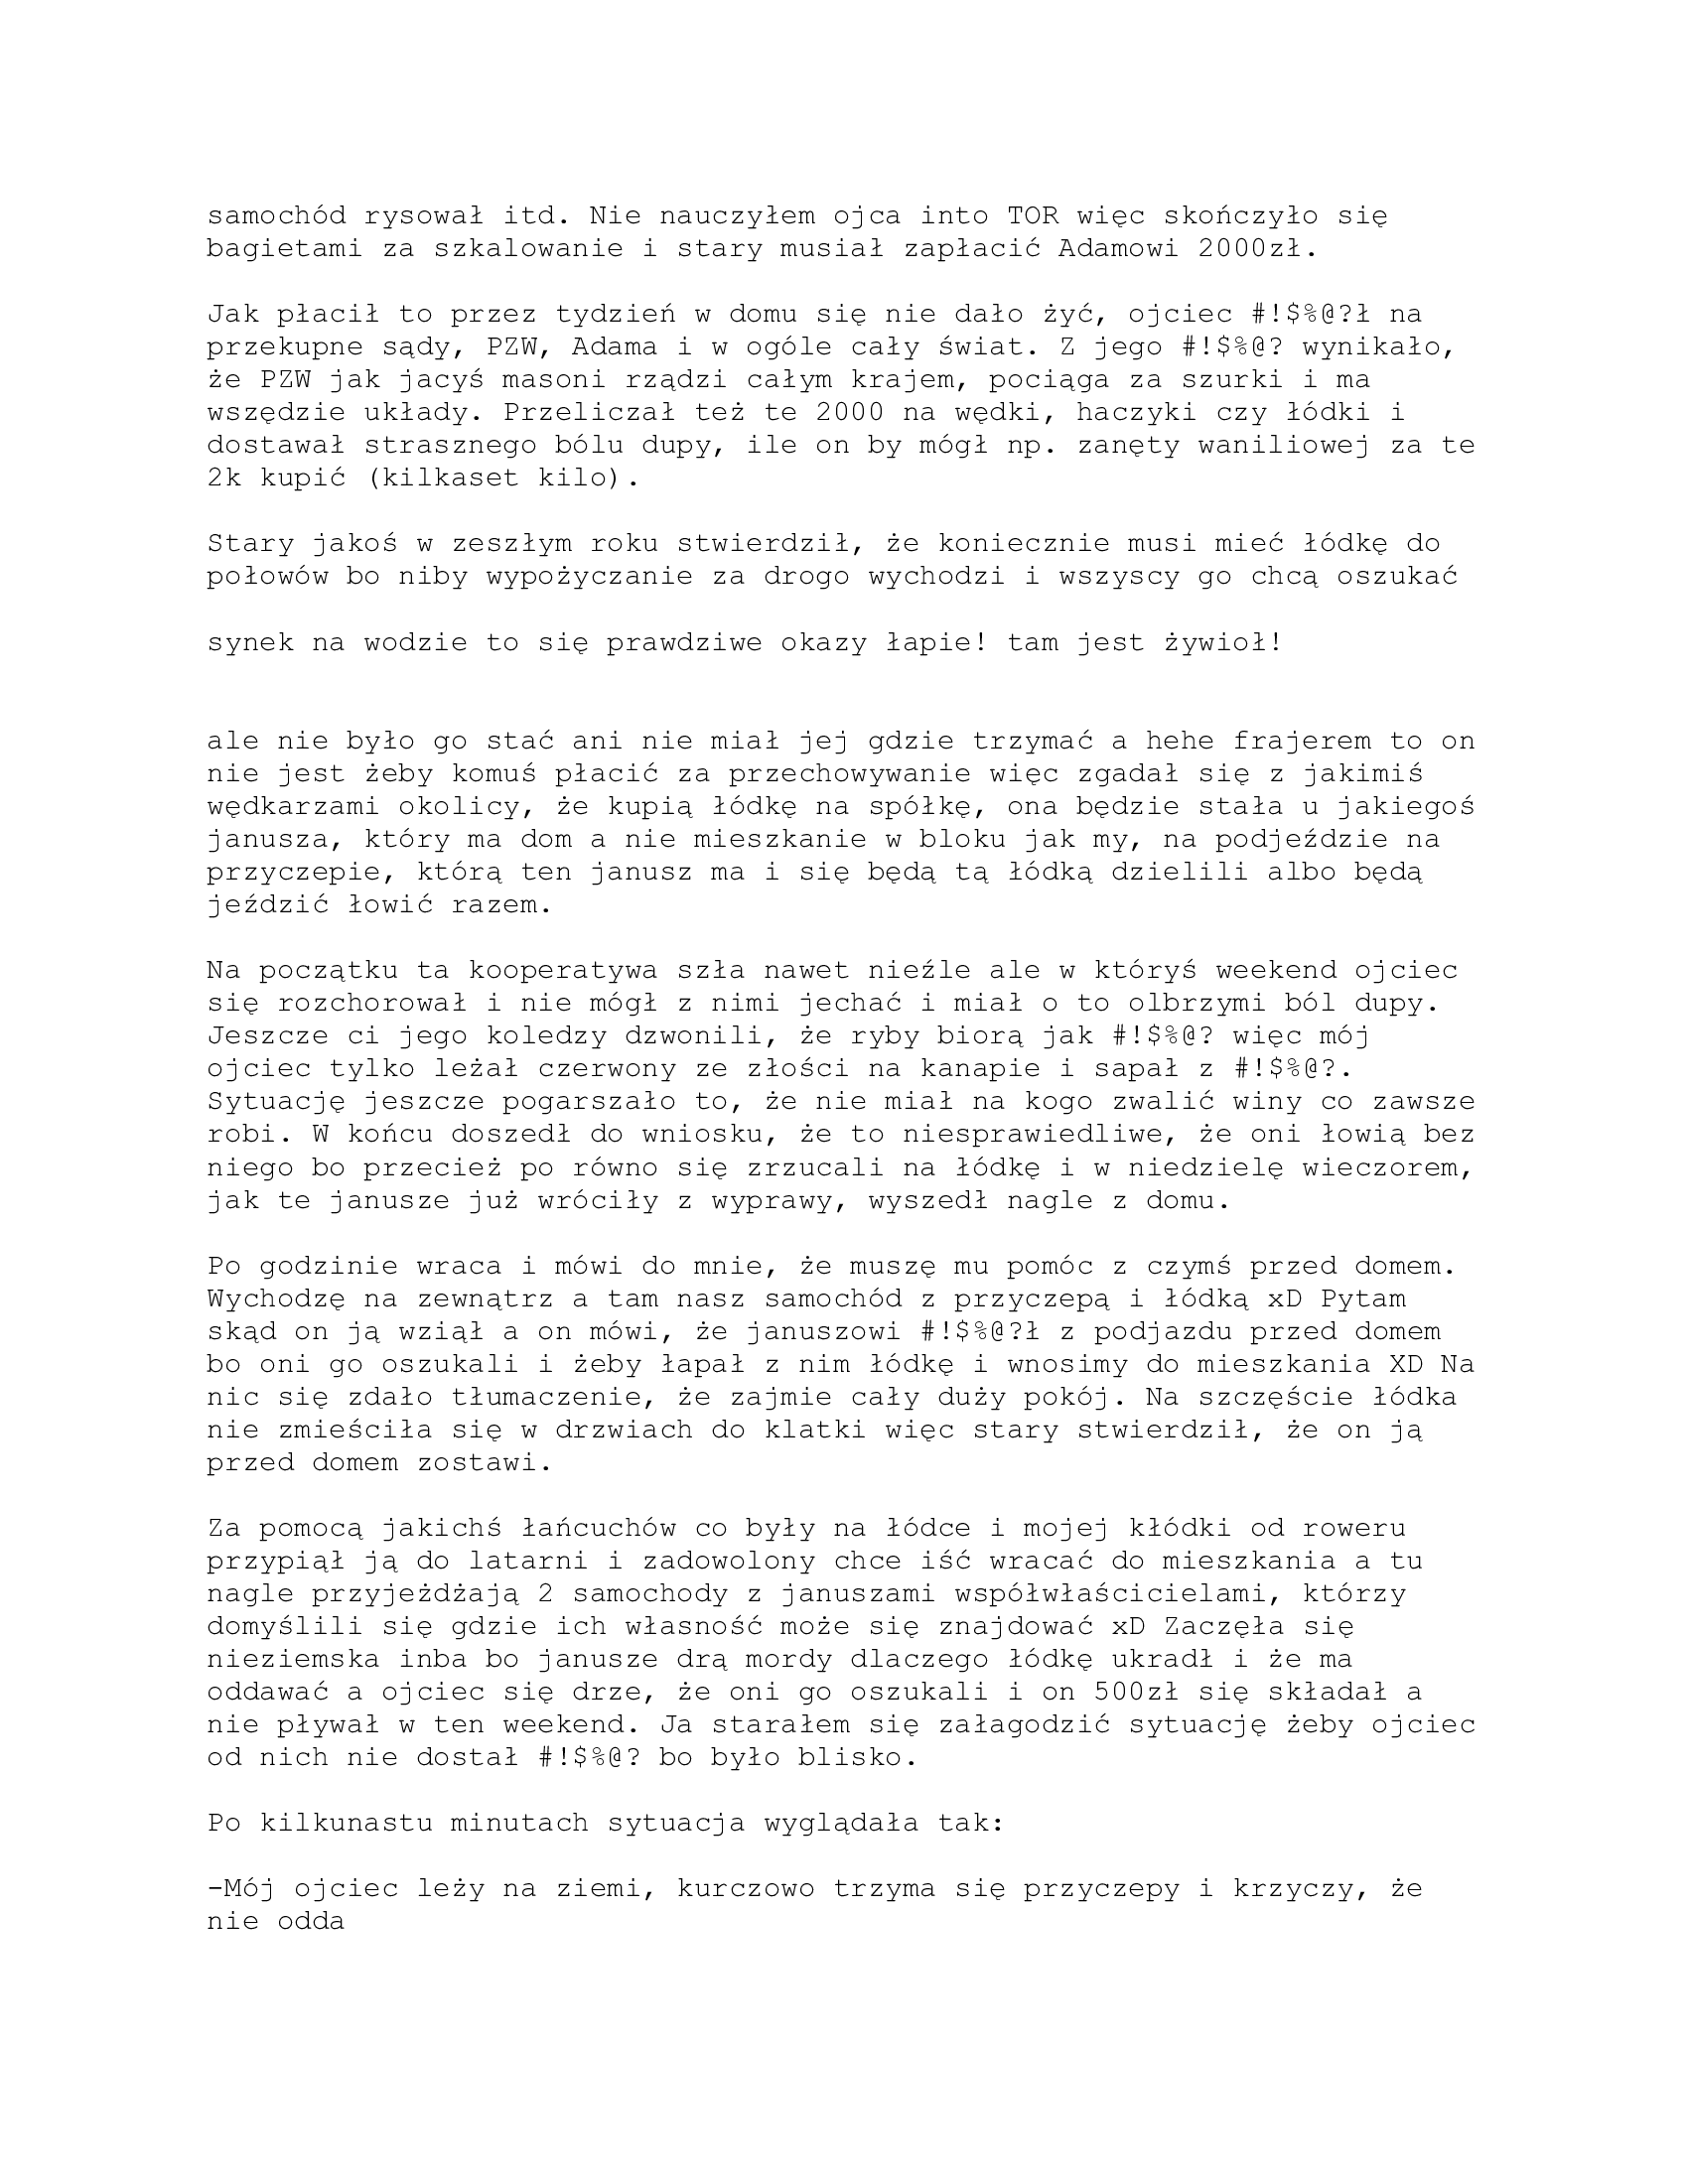 samochód rysował itd. Nie nauczyłem ojca into TOR więc skończyło się
bagietami za szkalowanie i stary musiał zapłacić Adamowi 2000zł.
Jak płacił to przez tydzień w domu się nie dało żyć, ojciec #!$%@?ł na
przekupne sądy, PZW, Adama i w ogóle cały świat. Z jego #!$%@? wynikało,
że PZW jak jacyś masoni rządzi całym krajem, pociąga za szurki i ma
wszędzie układy. Przeliczał też te 2000 na wędki, haczyki czy łódki i
dostawał strasznego bólu dupy, ile on by mógł np. zanęty waniliowej za te
2k kupić (kilkaset kilo).
Stary jakoś w zeszłym roku stwierdził, że koniecznie musi mieć łódkę do
połowów bo niby wypożyczanie za drogo wychodzi i wszyscy go chcą oszukać
synek na wodzie to się prawdziwe okazy łapie! tam jest żywioł!
ale nie było go stać ani nie miał jej gdzie trzymać a hehe frajerem to on
nie jest żeby komuś płacić za przechowywanie więc zgadał się z jakimiś
wędkarzami okolicy, że kupią łódkę na spółkę, ona będzie stała u jakiegoś
janusza, który ma dom a nie mieszkanie w bloku jak my, na podjeździe na
przyczepie, którą ten janusz ma i się będą tą łódką dzielili albo będą
jeździć łowić razem.
Na początku ta kooperatywa szła nawet nieźle ale w któryś weekend ojciec
się rozchorował i nie mógł z nimi jechać i miał o to olbrzymi ból dupy.
Jeszcze ci jego koledzy dzwonili, że ryby biorą jak #!$%@? więc mój
ojciec tylko leżał czerwony ze złości na kanapie i sapał z #!$%@?.
Sytuację jeszcze pogarszało to, że nie miał na kogo zwalić winy co zawsze
robi. W końcu doszedł do wniosku, że to niesprawiedliwe, że oni łowią bez
niego bo przecież po równo się zrzucali na łódkę i w niedzielę wieczorem,
jak te janusze już wróciły z wyprawy, wyszedł nagle z domu.
Po godzinie wraca i mówi do mnie, że muszę mu pomóc z czymś przed domem.
Wychodzę na zewnątrz a tam nasz samochód z przyczepą i łódką xD Pytam
skąd on ją wziął a on mówi, że januszowi #!$%@?ł z podjazdu przed domem
bo oni go oszukali i żeby łapał z nim łódkę i wnosimy do mieszkania XD Na
nic się zdało tłumaczenie, że zajmie cały duży pokój. Na szczęście łódka
nie zmieściła się w drzwiach do klatki więc stary stwierdził, że on ją
przed domem zostawi.
Za pomocą jakichś łańcuchów co były na łódce i mojej kłódki od roweru
przypiął ją do latarni i zadowolony chce iść wracać do mieszkania a tu
nagle przyjeżdżają 2 samochody z januszami współwłaścicielami, którzy
domyślili się gdzie ich własność może się znajdować xD Zaczęła się
nieziemska inba bo janusze drą mordy dlaczego łódkę ukradł i że ma
oddawać a ojciec się drze, że oni go oszukali i on 500zł się składał a
nie pływał w ten weekend. Ja starałem się załagodzić sytuację żeby ojciec
od nich nie dostał #!$%@? bo było blisko.
Po kilkunastu minutach sytuacja wyglądała tak:
-Mój ojciec leży na ziemi, kurczowo trzyma się przyczepy i krzyczy, że
nie odda